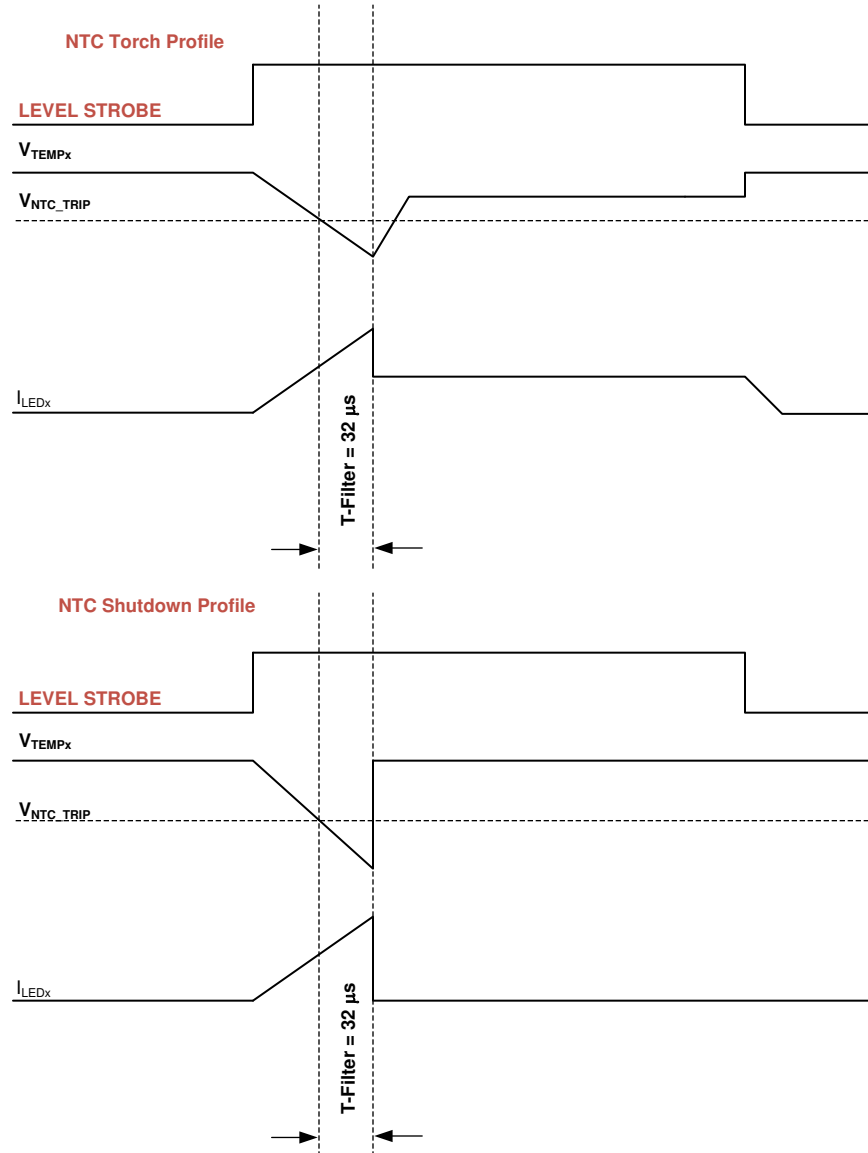 NTC Torch Profile
LEVEL STROBE
VTEMPx
VNTC_TRIP
ILEDx
T-Filter = 32 µs
NTC Shutdown Profile
LEVEL STROBE
VTEMPx
VNTC_TRIP
ILEDx
T-Filter = 32 µs